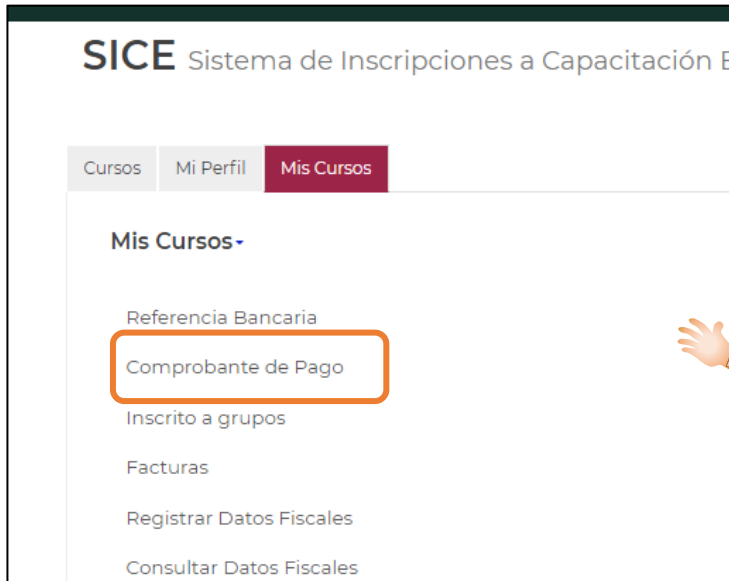 SICE Sistema de Inscripciones a Capacitación
Cursos Mi Perfil Mis Cursos
Mis Cursos
Referencia Bancaria
Comprobante de Pago
Inscrito a grupos
Facturas
Registrar Datos Fiscales
Consultar Datos Fiscales